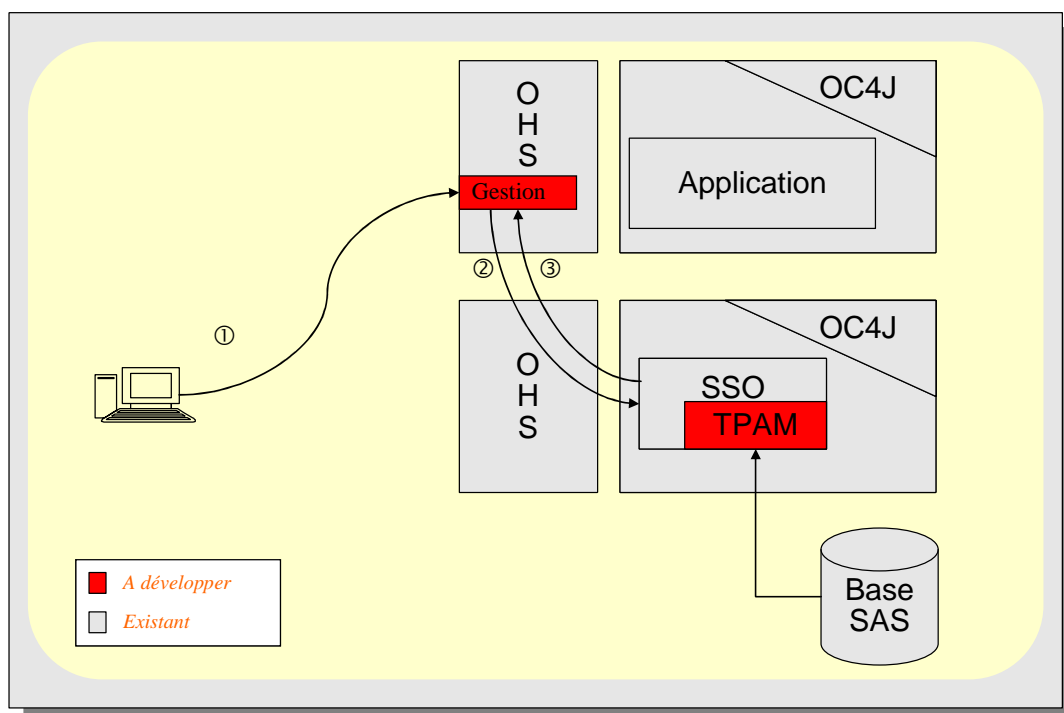 O
H
S
OC4J
Application
Gestion
②
③
①
O
H
S
OC4J
SSO
TPAM
Base
SAS
A développer
Existant